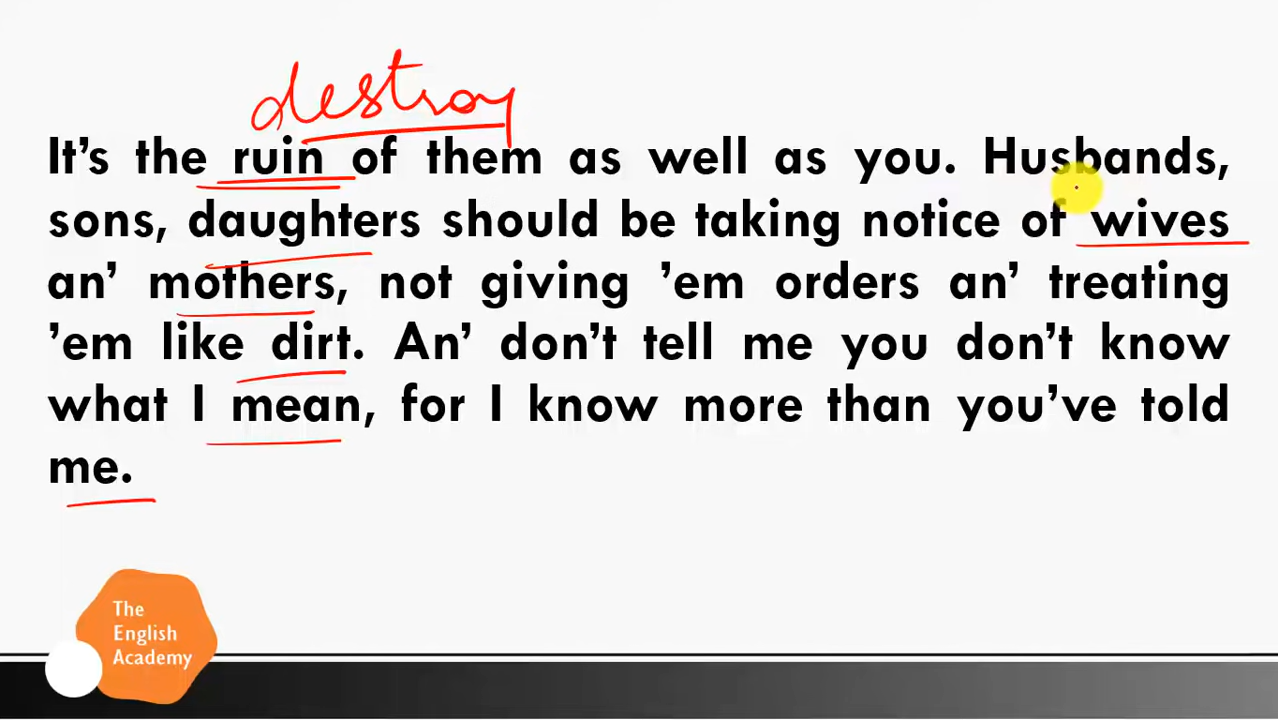 destroy
It’s the ruin of them as well as you. Husbands,
sons, daughters should be taking notice of wives
an’ mothers, not giving ’em orders an’ treating
’em like dirt. An’ don’t tell me you don’t know
what I mean, for I know more than you’ve told
me.
The
English
Academy